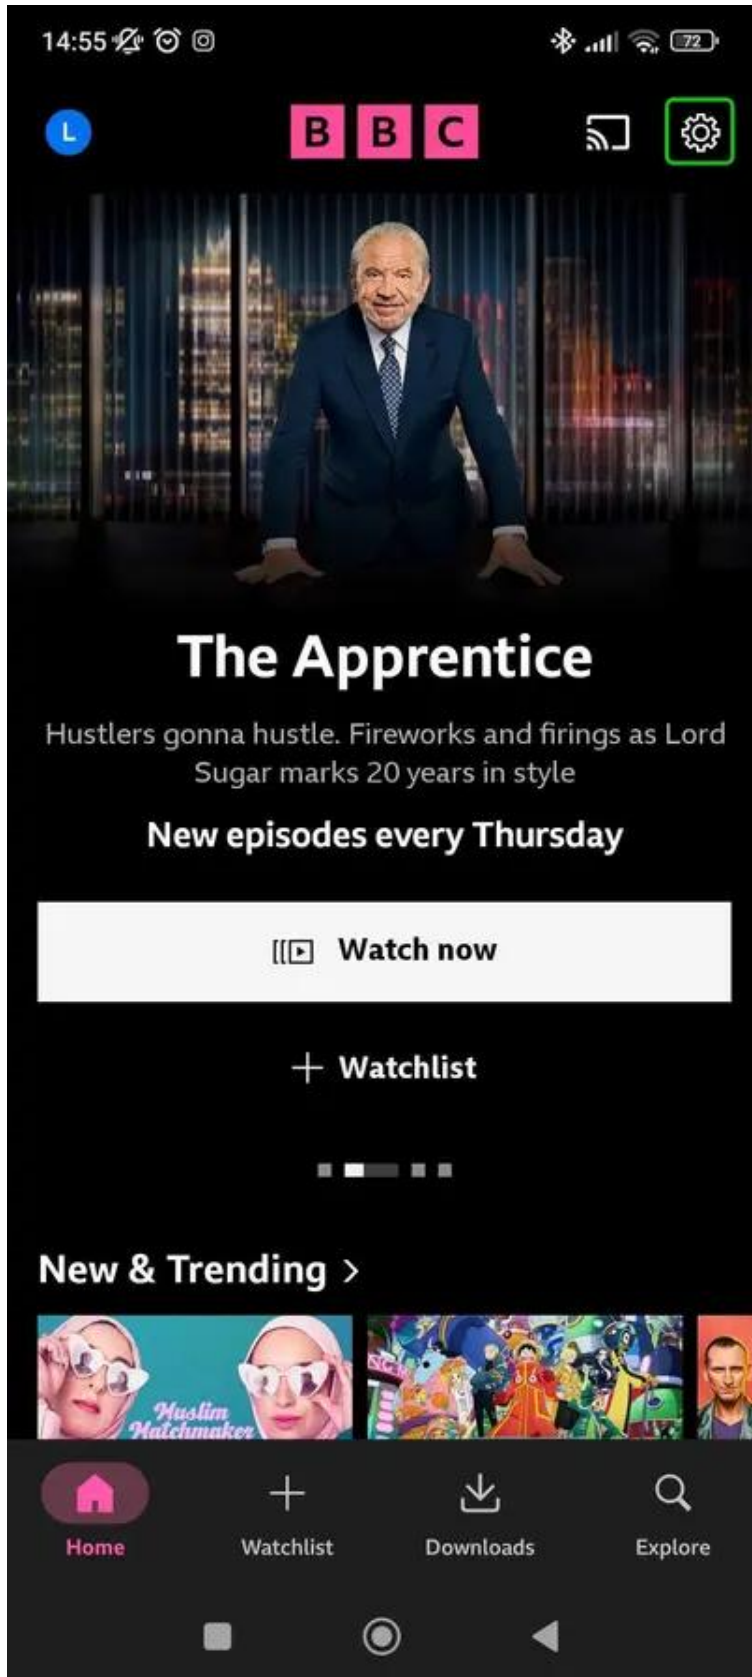 14:55
72
L
BBC
The Apprentice
Hustlers gonna hustle. Fireworks and firings as Lord
Sugar marks 20 years in style
New episodes every Thursday
Watch now
+ Watchlist
New & Trending >
Muslim
Matchmaker
Home
Watchlist
Downloads
Explore